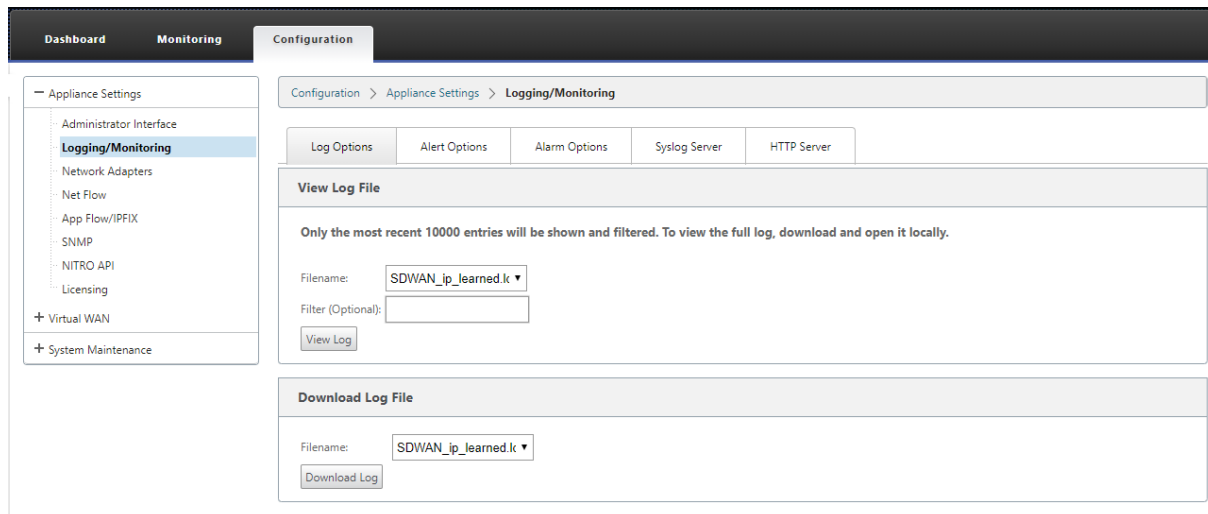 Dashboard Monitoring Configuration
Appliance Settings
Administrator Interface
Logging/Monitoring
Network Adapters
Net Flow
App Flow/IPFIX
SNMP
NITRO API
Licensing
+ Virtual WAN
+ System Maintenance
Configuration > Appliance Settings > Logging/Monitoring
Log Options Alert Options Alarm Options Syslog Server HTTP Server
View Log File
Only the most recent 10000 entries will be shown and filtered. To view the full log, download and open it locally.
Filename: SDWAN_ip_learned.lo
Filter (Optional):
View Log
Download Log File
Filename: SDWAN_ip_learned.lo
Download Log